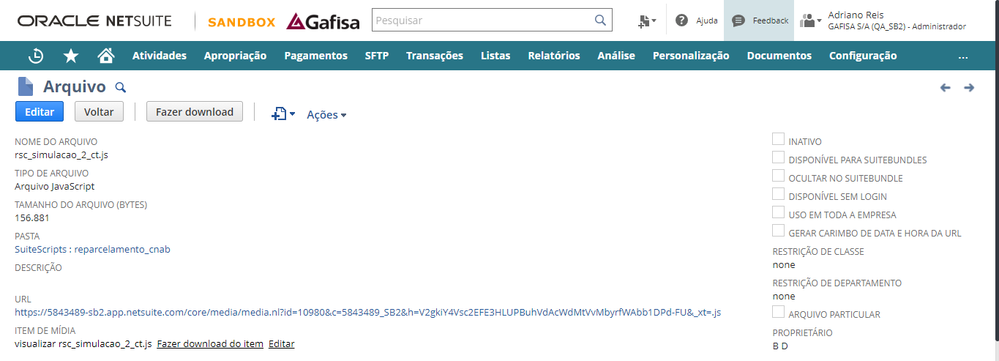 ORACLE NETSUITE
SANDBOX
Gafisa
Pesquisar
Ajuda
Feedback
Adriano Reis
GAFISA S/A (QA_SB2) - Administrador
Atividades Apropriação Pagamentos SFTP Transações Listas Relatórios Análise Personalização Documentos Configuração ...
Arquivo
Editar Voltar Fazer download Ações
NOME DO ARQUIVO
rsc_simulacao_2_ct.js
TIPO DE ARQUIVO
Arquivo JavaScript
TAMANHO DO ARQUIVO (BYTES)
156.881
PASTA
SuiteScripts : reparcelamento_cnab
DESCRIÇÃO
URL
https://5843489-sb2.app.netsuite.com/core/media/media.nl?id=10980&c=5843489_SB2&h=V2gkiY4Vsc2EFE3HLUPBuhVdAcWdMtVvMbyrfWAbb1DPd-FU&_xt=.js
ITEM DE MÍDIA
visualizar rsc_simulacao_2_ct.js Fazer download do item Editar
INATIVO
DISPONÍVEL PARA SUITEBUNDLES
OCULTAR NO SUITEBUNDLE
DISPONÍVEL SEM LOGIN
USO EM TODA A EMPRESA
GERAR CARIMBO DE DATA E HORA DA URL
RESTRIÇÃO DE CLASSE
none
RESTRIÇÃO DE DEPARTAMENTO
none
ARQUIVO PARTICULAR
PROPRIETÁRIO
B D